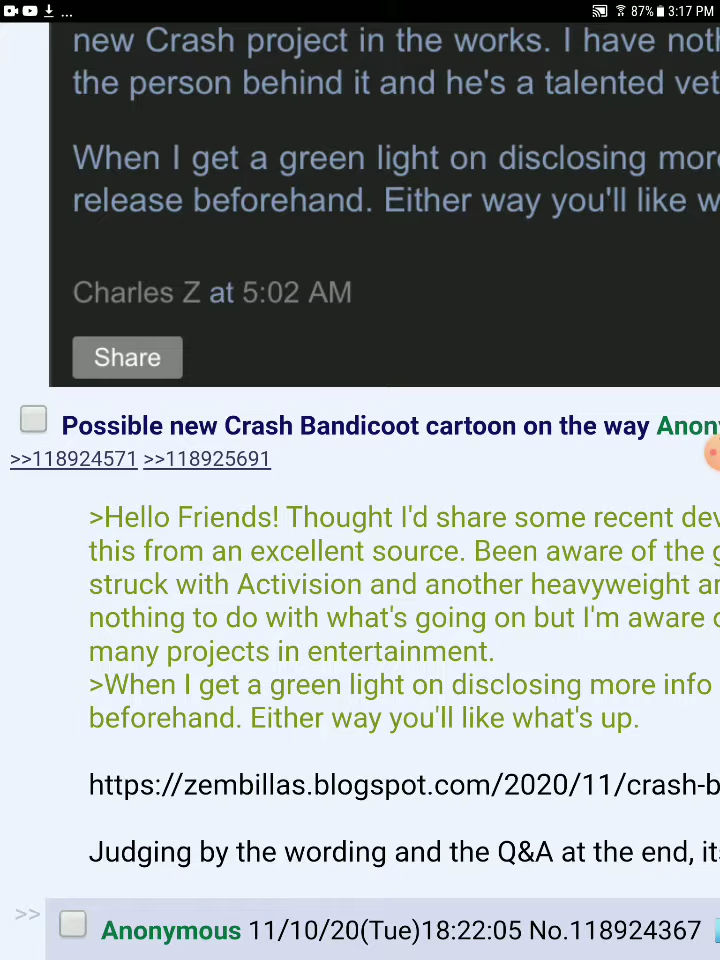 ... 87% 3:17 PM
new Crash project in the works. I have
the person behind it and he's a talented
When I get a green light on disclosing
release beforehand. Either way you'll like
Charles Z at 5:02 AM
Share
Possible new Crash Bandicoot cartoon on the way
>>118924571 >>118925691
>Hello Friends! Thought I'd share some recent
this from an excellent source. Been aware of the
struck with Activision and another heavyweight
nothing to do with what's going on but I'm aware
many projects in entertainment.
>When I get a green light on disclosing more info
beforehand. Either way you'll like what's up.
https://zembillas.blogspot.com/2020/11/crash-b
Judging by the wording and the Q&A at the end,
>> Anonymous 11/10/20(Tue)18:22:05 No.118924367